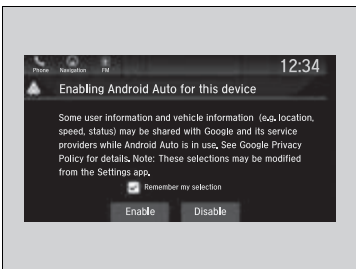 Phone Navigation FM 12:34
Enabling Android Auto for this device
Some user information and vehicle information (e.g. location,
speed, status) may be shared with Google and its service
providers while Android Auto is in use. See Google Privacy
Policy for details. Note: These selections may be modified
from the Settings app.
Remember my selection
Enable Disable